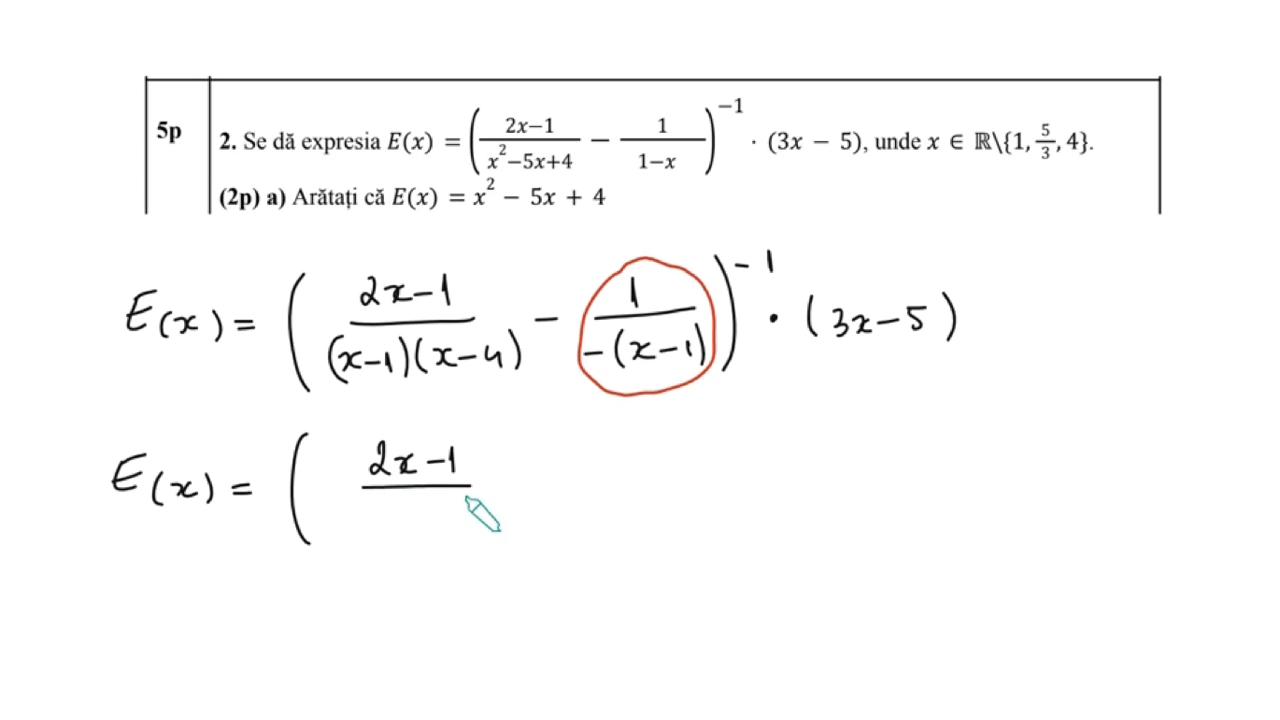 5p
2. Se dă expresia E(x) = ( (2x−1)/(x²−5x+4) − 1/(1−x) )⁻¹ · (3x − 5), unde x ∈ ℝ\{1, 5/3, 4}.
(2p) a) Arătați că E(x) = x² − 5x + 4
E(x) = ( (2x−1)/((x−1)(x−4)) − 1/(−(x−1)) )⁻¹ · (3x−5)
E(x) = ( 2x−1